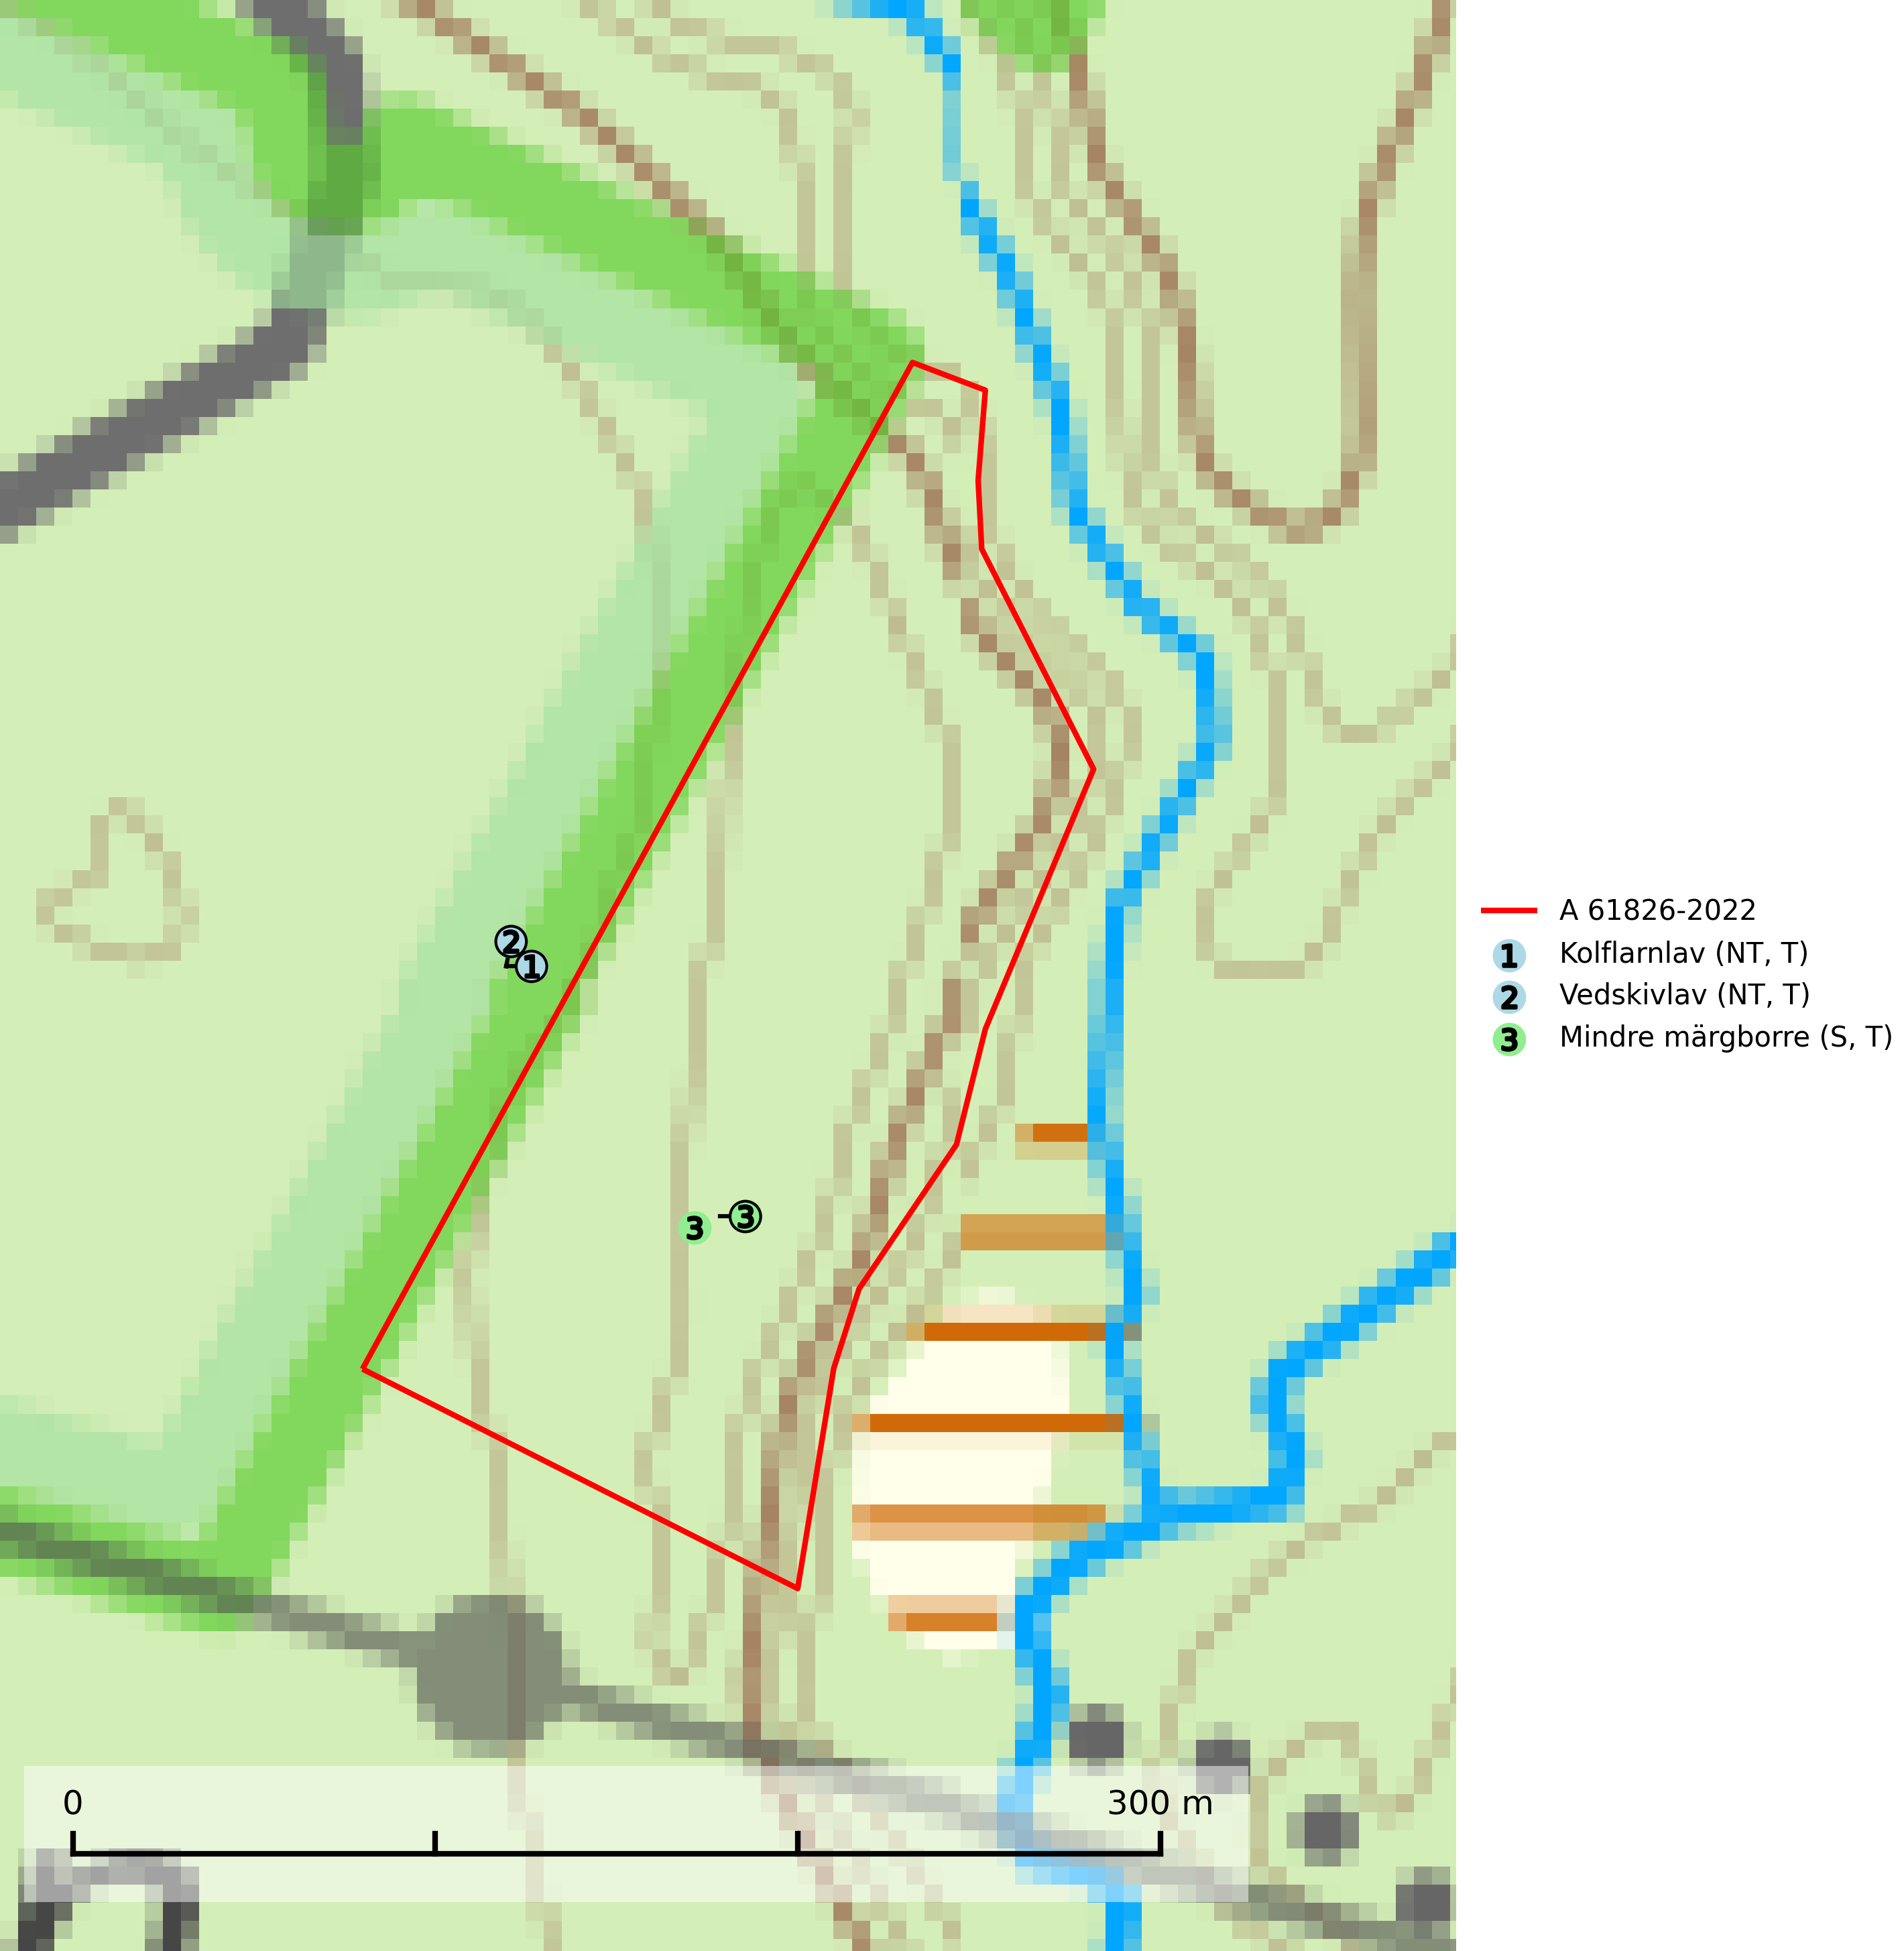 2
1
3 3
0 300 m
A 61826-2022
1 Kolflarnlav (NT, T)
2 Vedskivlav (NT, T)
3 Mindre märgborre (S, T)